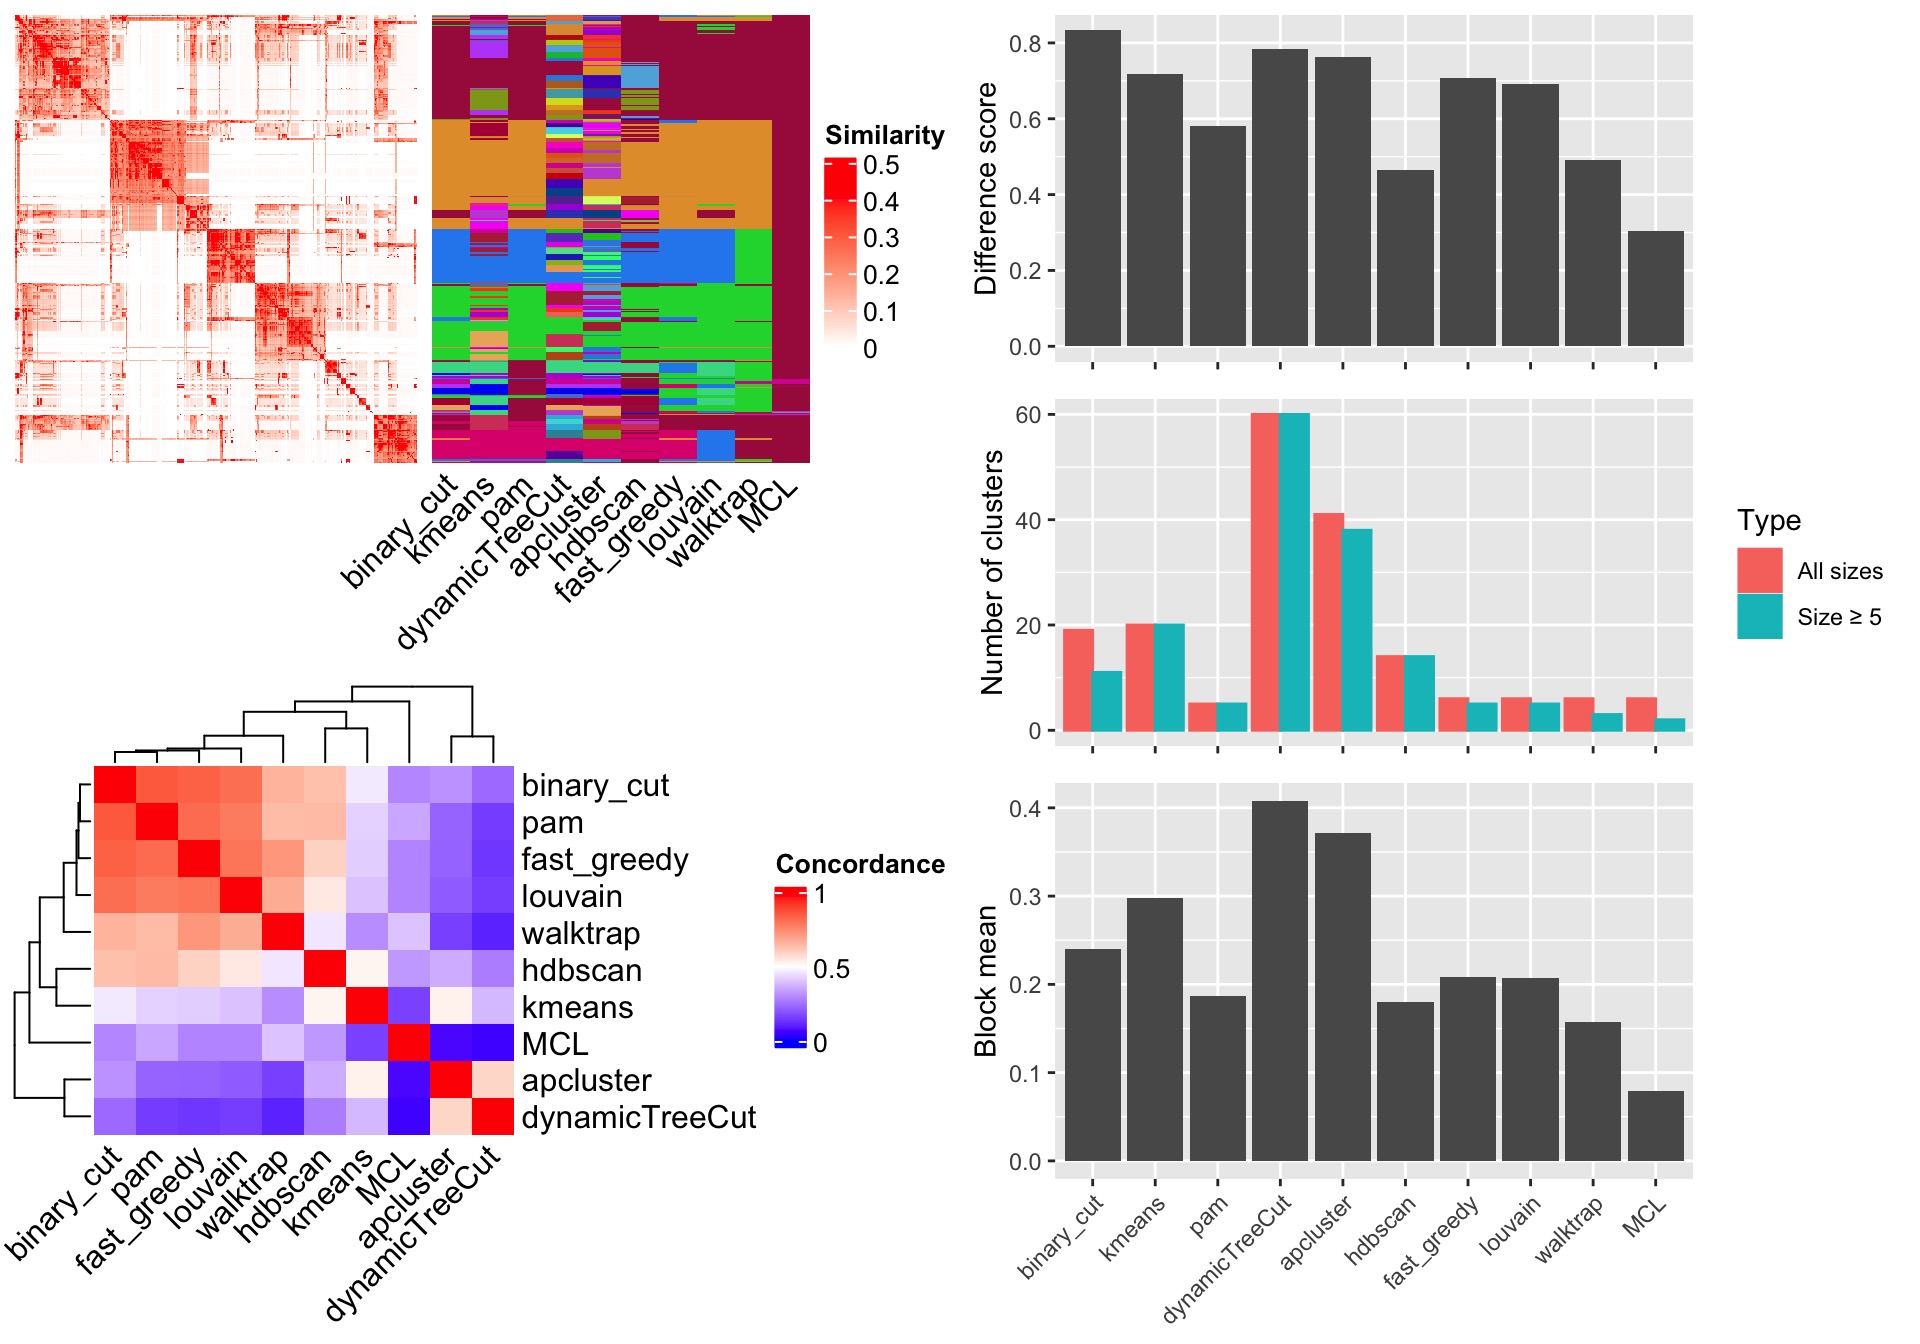 Similarity
0.5
0.4
0.3
0.2
0.1
0
binary_cut
kmeans
pam
dynamicTreeCut
apcluster
hdbscan
fast_greedy
louvain
walktrap
MCL
Difference score
0.8
0.6
0.4
0.2
0.0
Number of clusters
60
40
20
0
Type
All sizes
Size ≥ 5
binary_cut
pam
fast_greedy
louvain
walktrap
hdbscan
kmeans
MCL
apcluster
dynamicTreeCut
Concordance
1
0.5
0
binary_cut
pam
fast_greedy
louvain
walktrap
hdbscan
kmeans
MCL
apcluster
dynamicTreeCut
Block mean
0.4
0.3
0.2
0.1
0.0
binary_cut
kmeans
pam
dynamicTreeCut
apcluster
hdbscan
fast_greedy
louvain
walktrap
MCL